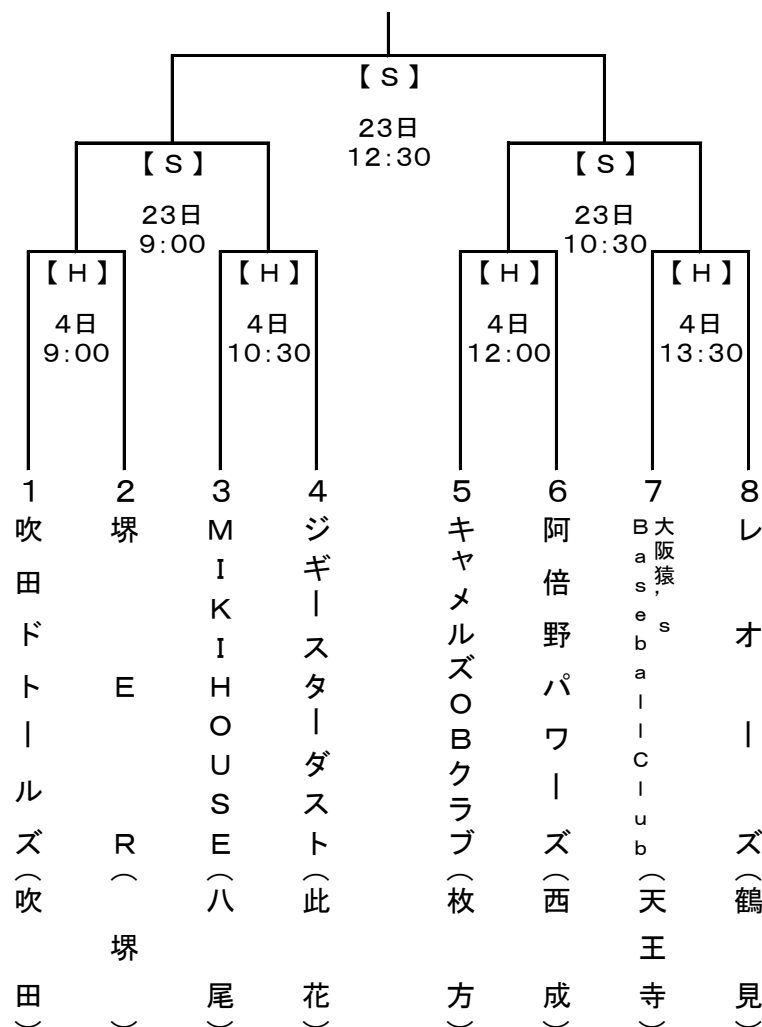 【Ｓ】
23日
12:30
【Ｓ】
23日
9:00
【Ｓ】
23日
10:30
【Ｈ】
4日
9:00
【Ｈ】
4日
10:30
【Ｈ】
4日
12:00
【Ｈ】
4日
13:30
1
吹田ドトールズ（吹田）
2
堺ＥＲ（堺）
3
ＭＩＫＩＨＯＵＳＥ（八尾）
4
ジギースターダスト（此花）
5
キャメルズＯＢクラブ（枚方）
6
阿倍野パワーズ（西成）
7
大阪猿’ｓ
ＢａｓｅｂａｌｌＣｌｕｂ（天王寺）
8
レオーズ（鶴見）